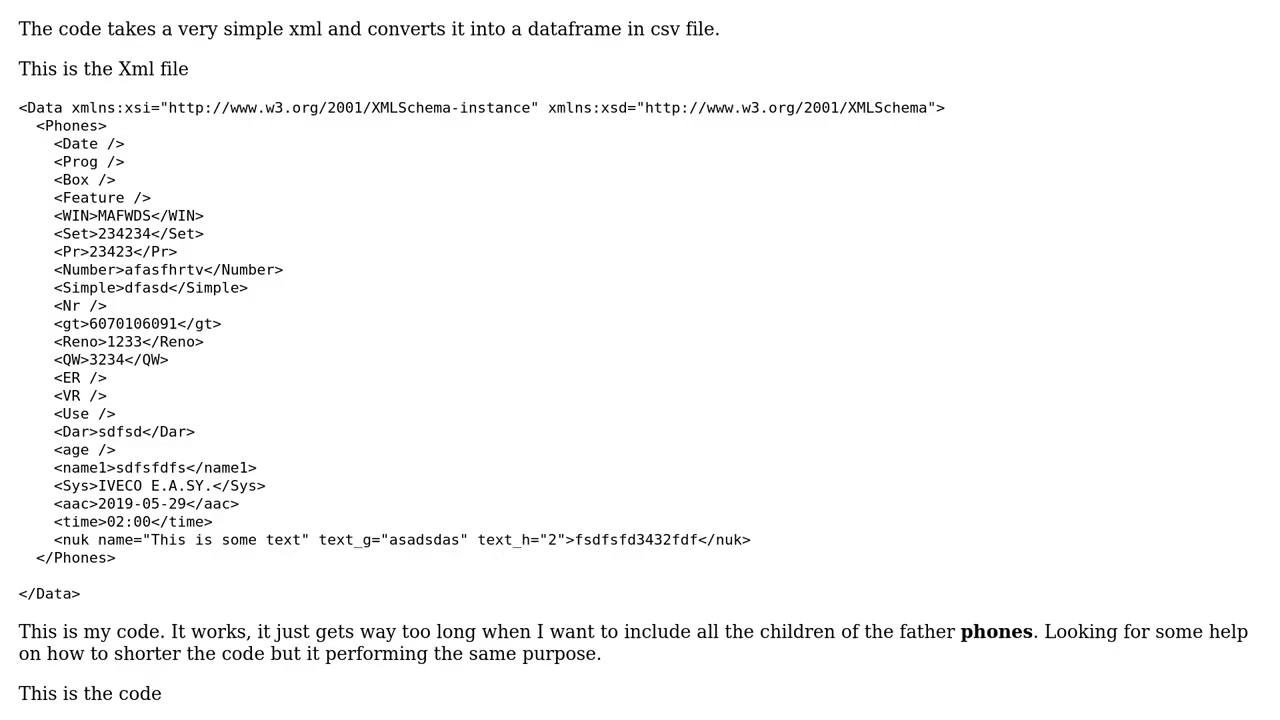 The code takes a very simple xml and converts it into a dataframe in csv file.
This is the Xml file
<Data xmlns:xsi="http://www.w3.org/2001/XMLSchema-instance" xmlns:xsd="http://www.w3.org/2001/XMLSchema">
  <Phones>
    <Date />
    <Prog />
    <Box />
    <Feature />
    <WIN>MAFWDS</WIN>
    <Set>234234</Set>
    <Pr>23423</Pr>
    <Number>afasfhrtv</Number>
    <Simple>dfasd</Simple>
    <Nr />
    <gt>6070106091</gt>
    <Reno>1233</Reno>
    <QW>3234</QW>
    <ER />
    <VR />
    <Use />
    <Dar>sdfsd</Dar>
    <age />
    <name1>sdfsfdfs</name1>
    <Sys>IVECO E.A.SY.</Sys>
    <aac>2019-05-29</aac>
    <time>02:00</time>
    <nuk name="This is some text" text_g="asadsdas" text_h="2">fsdfsfd3432fdf</nuk>
  </Phones>
</Data>
This is my code. It works, it just gets way too long when I want to include all the children of the father phones. Looking for some help
on how to shorter the code but it performing the same purpose.
This is the code